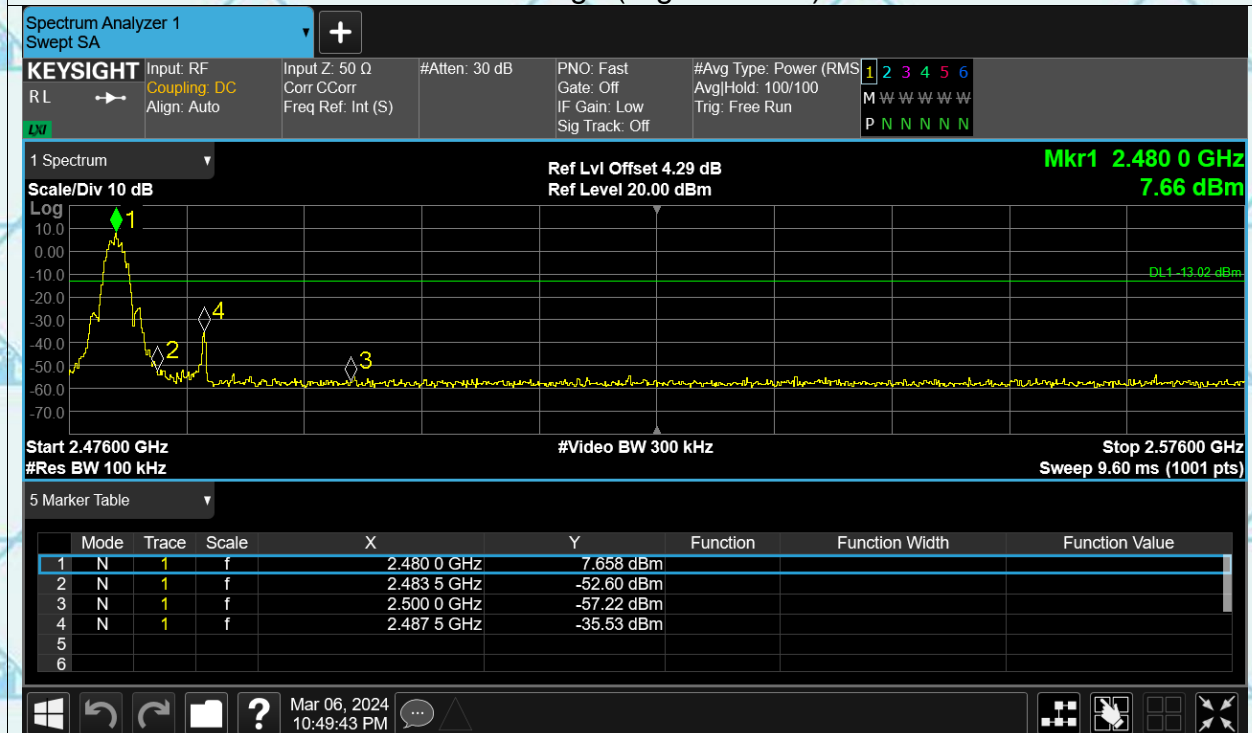 Spectrum Analyzer 1
Swept SA
+
KEYSIGHT
RL
LXI
Input: RF
Coupling: DC
Align: Auto
Input Z: 50 Ω
Corr CCorr
Freq Ref: Int (S)
#Atten: 30 dB
PNO: Fast
Gate: Off
IF Gain: Low
Sig Track: Off
#Avg Type: Power (RMS
Avg|Hold: 100/100
Trig: Free Run
1 2 3 4 5 6
M W W W W W
P N N N N N
1 Spectrum
Scale/Div 10 dB
Ref Lvl Offset 4.29 dB
Ref Level 20.00 dBm
Mkr1 2.480 0 GHz
7.66 dBm
Log
10.0
0.00
-10.0
-20.0
-30.0
-40.0
-50.0
-60.0
-70.0
1
2
4
3
DL1 -13.02 dBm
Start 2.47600 GHz
#Res BW 100 kHz
#Video BW 300 kHz
Stop 2.57600 GHz
Sweep 9.60 ms (1001 pts)
5 Marker Table
Mode Trace Scale X Y Function Function Width Function Value
1 N 1 f 2.480 0 GHz 7.658 dBm
2 N 1 f 2.483 5 GHz -52.60 dBm
3 N 1 f 2.500 0 GHz -57.22 dBm
4 N 1 f 2.487 5 GHz -35.53 dBm
5
6
?
Mar 06, 2024
10:49:43 PM